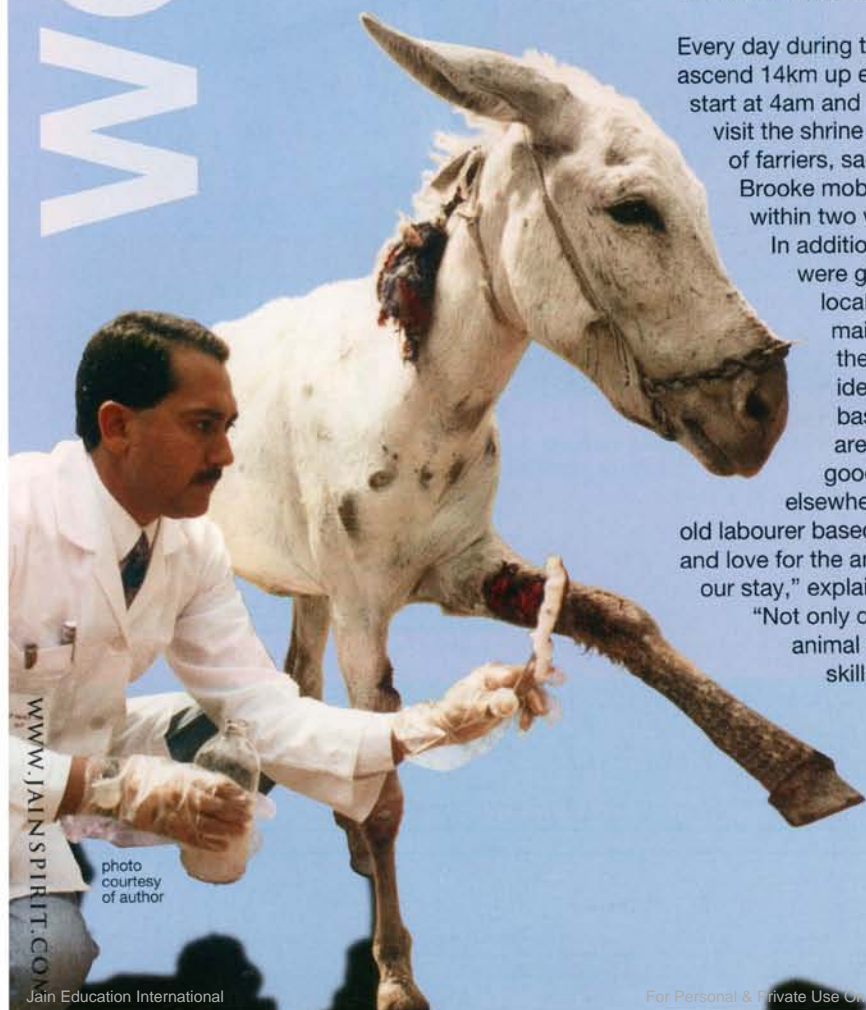 Every day during t
ascend 14km up e
start at 4am and
visit the shrine
of farriers, sa
Brooke mob
within two
In additio
were g
loca
mai
the
ide
bas
are
good
elsewhe
old labourer based
and love for the an
our stay," explai
"Not only
animal
skill
WWW.JAINSPIRIT.COM
photo
courtesy
of author
Jain Education International
For Personal & Private Use On